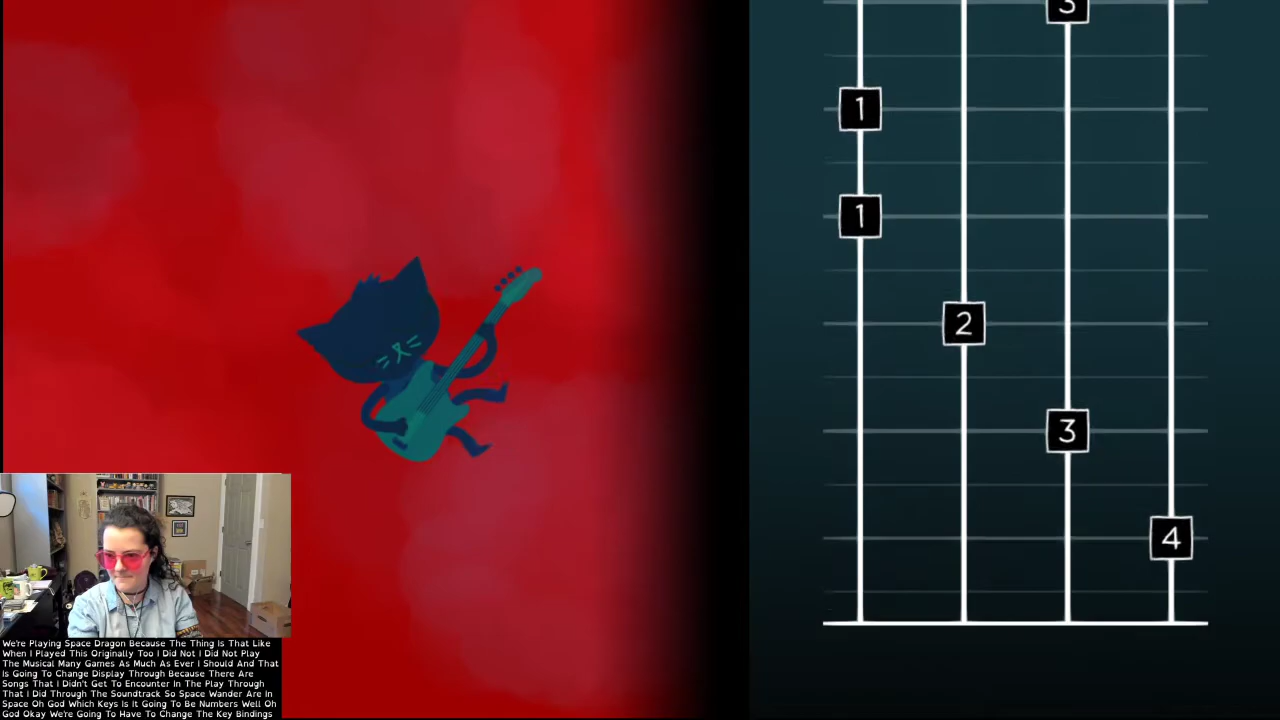 3
1
1
2
3
4
We're Playing Space Dragon Because The Thing Is That Like
When I Played This Originally Too I Did Not I Did Not Play
The Musical Many Games As Much As Ever I Should And That
Is Going To Change Display Through Because There Are
Songs That I Didn't Get To Encounter In The Play Through
That I Did Through The Soundtrack So Space Wander Are In
Space Oh God Which Keys Is It Going To Be Numbers Well Oh
God Okay We're Going To Have To Change The Key Bindings